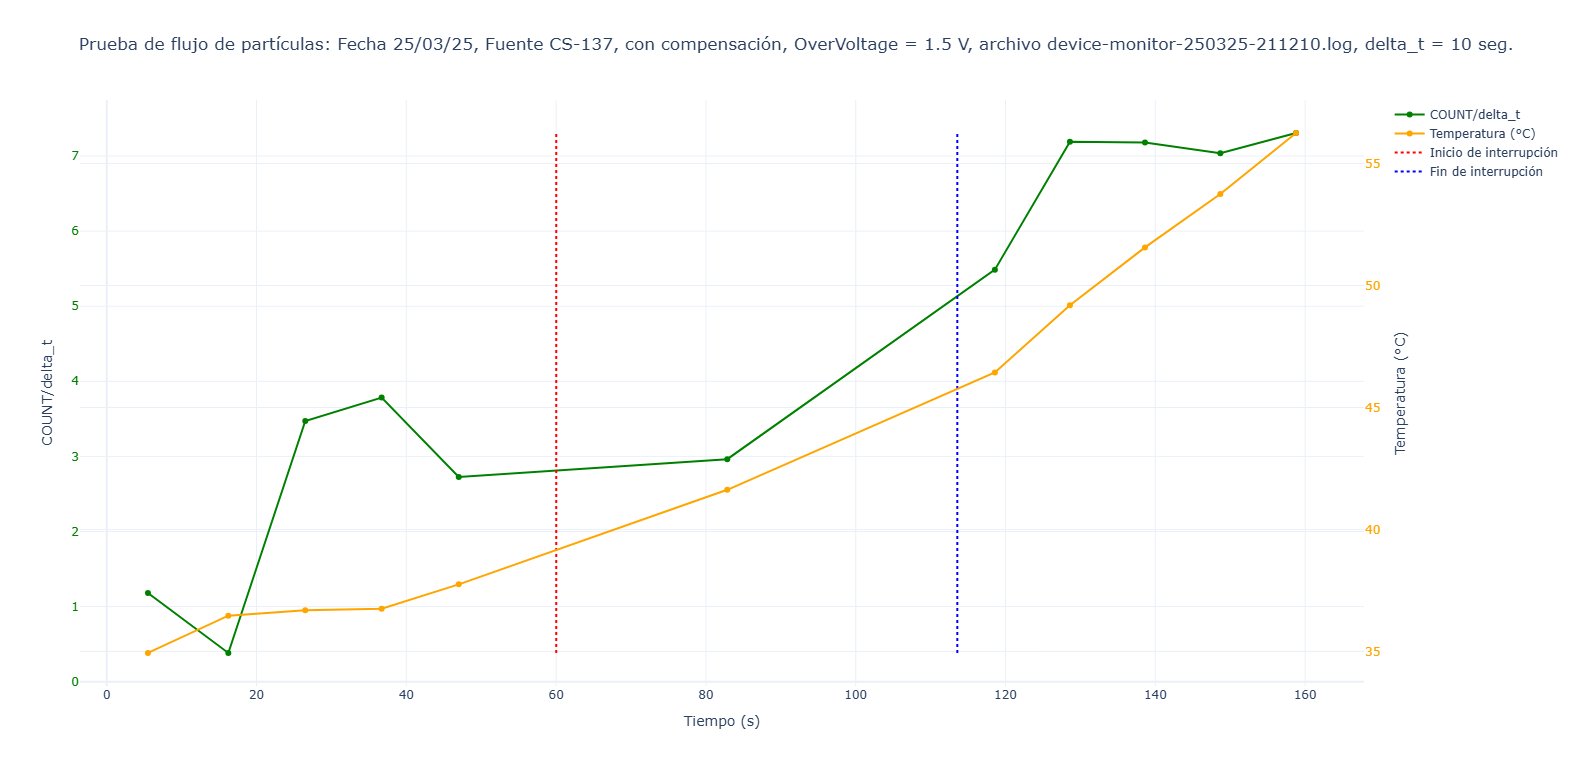 Prueba de flujo de partículas: Fecha 25/03/25, Fuente CS-137, con compensación, OverVoltage = 1.5 V, archivo device-monitor-250325-211210.log, delta_t = 10 seg.
COUNT/delta_t
Temperatura (°C)
Inicio de interrupción
Fin de interrupción
7
6
5
4
3
2
1
0
COUNT/delta_t
55
50
45
40
35
Temperatura (°C)
0 20 40 60 80 100 120 140 160
Tiempo (s)